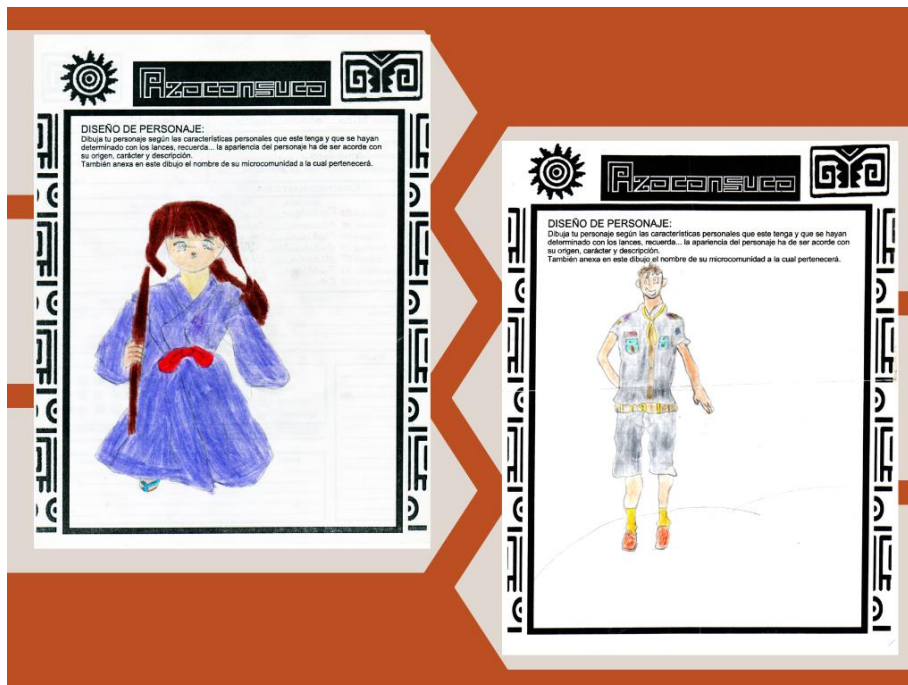 Azacansuca
DISEÑO DE PERSONAJE:
Dibuja tu personaje según las características personales que este tenga y que se hayan
determinado con los lances, recuerda... la apariencia del personaje ha de ser acorde con
su origen, carácter y descripción.
También anexa en este dibujo el nombre de su microcomunidad a la cual pertenecerá.
Azacansuca
DISEÑO DE PERSONAJE:
Dibuja tu personaje según las características personales que este tenga y que se hayan
determinado con los lances, recuerda... la apariencia del personaje ha de ser acorde con
su origen, carácter y descripción.
También anexa en este dibujo el nombre de su microcomunidad a la cual pertenecerá.